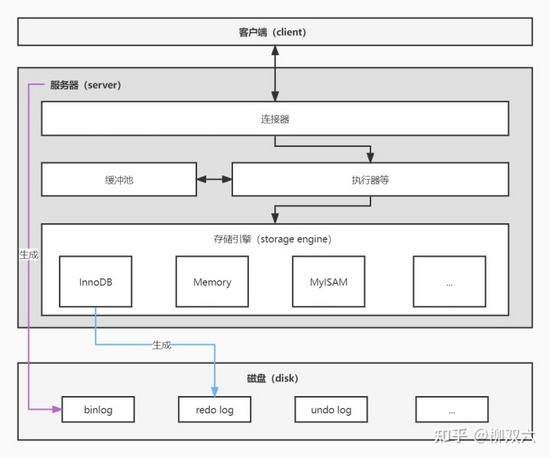 客户端（client）
服务器（server）
连接器
缓冲池
执行器等
存储引擎（storage engine）
生成
InnoDB
Memory
MyISAM
...
生成
磁盘（disk）
binlog
redo log
undo log
...
知乎 @柳双六